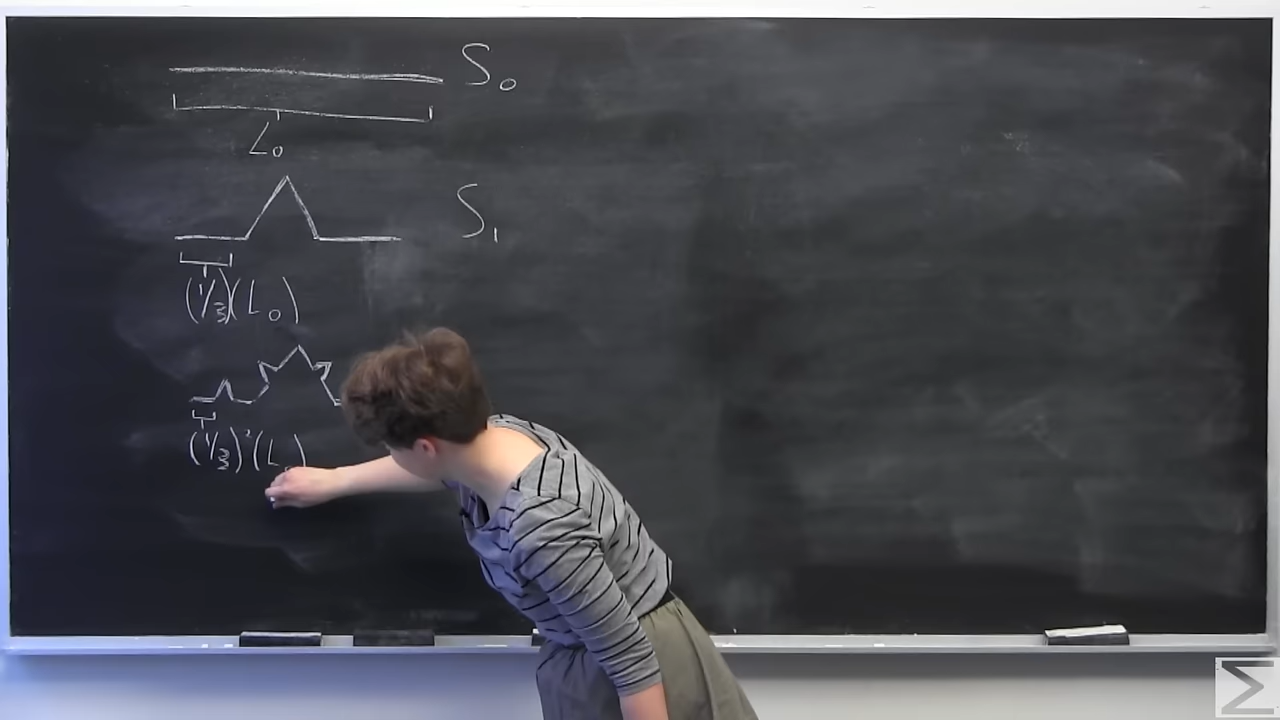 S₀
L₀
S₁
(1/3)(L₀)
(1/3)²(L₀)
Σ